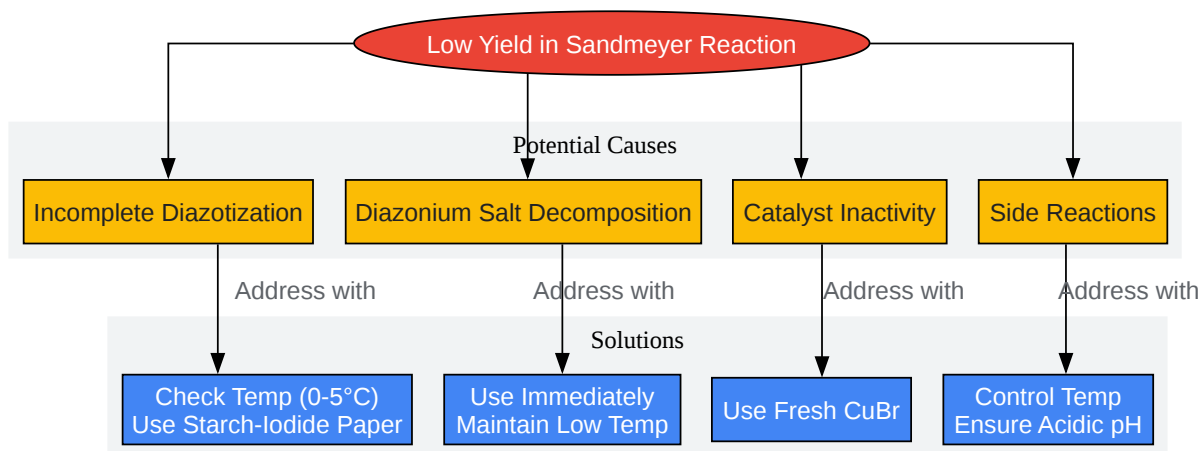 Low Yield in Sandmeyer Reaction
Potential Causes
Incomplete Diazotization
Diazonium Salt Decomposition
Catalyst Inactivity
Side Reactions
Address with
Address with
Address with
Address with
Solutions
Check Temp (0-5°C)
Use Starch-Iodide Paper
Use Immediately
Maintain Low Temp
Use Fresh CuBr
Control Temp
Ensure Acidic pH